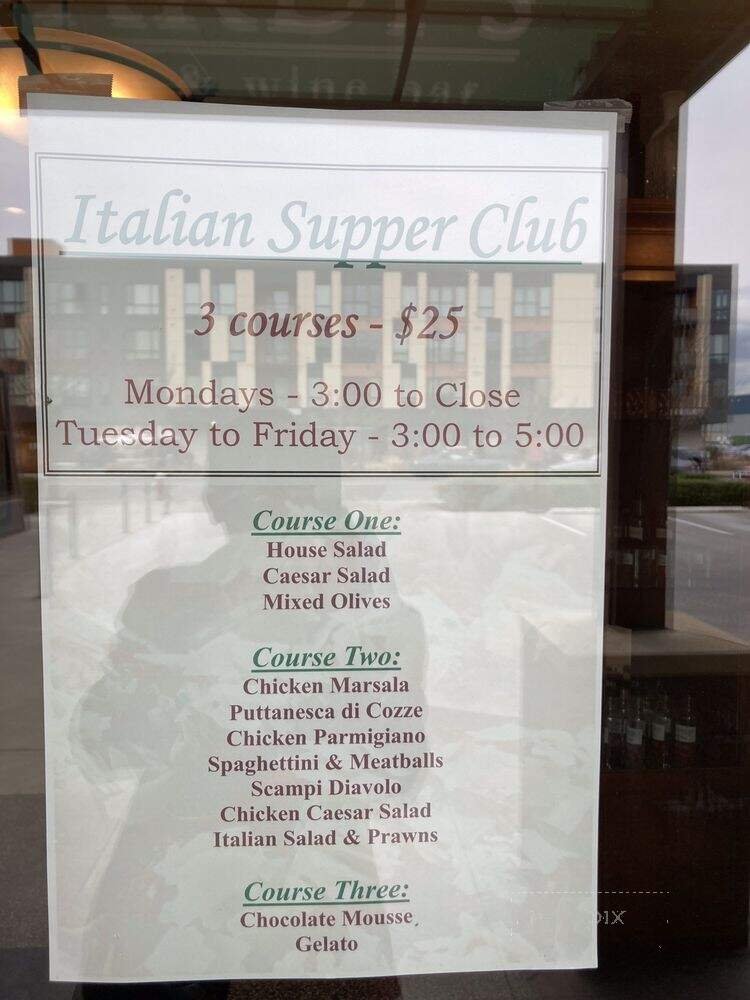 & wine bar
Italian Supper Club
3 courses - $25
Mondays - 3:00 to Close
Tuesday to Friday - 3:00 to 5:00
Course One:
House Salad
Caesar Salad
Mixed Olives
Course Two:
Chicken Marsala
Puttanesca di Cozze
Chicken Parmigiano
Spaghettini & Meatballs
Scampi Diavolo
Chicken Caesar Salad
Italian Salad & Prawns
Course Three:
Chocolate Mousse
Gelato